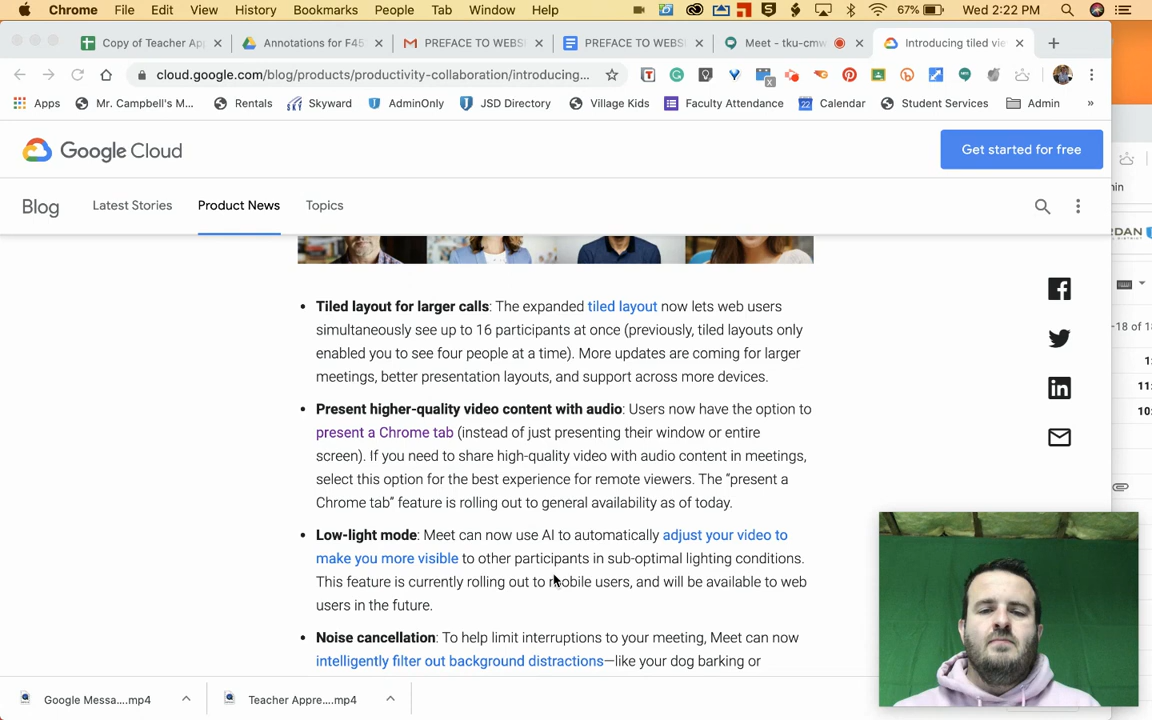 Chrome File Edit View History Bookmarks People Tab Window Help 67% Wed 2:22 PM
Copy of Teacher Ap Annotations for F45 PREFACE TO WEBS PREFACE TO WEBS Meet - tku-cmw Introducing tiled vie
cloud.google.com/blog/products/productivity-collaboration/introducing...
Apps Mr. Campbell's M... Rentals Skyward AdminOnly JSD Directory Village Kids Faculty Attendance Calendar Student Services Admin »
Google Cloud Get started for free
Blog Latest Stories Product News Topics
• Tiled layout for larger calls: The expanded tiled layout now lets web users
simultaneously see up to 16 participants at once (previously, tiled layouts only
enabled you to see four people at a time). More updates are coming for larger
meetings, better presentation layouts, and support across more devices.
• Present higher-quality video content with audio: Users now have the option to
present a Chrome tab (instead of just presenting their window or entire
screen). If you need to share high-quality video with audio content in meetings,
select this option for the best experience for remote viewers. The “present a
Chrome tab” feature is rolling out to general availability as of today.
• Low-light mode: Meet can now use AI to automatically adjust your video to
make you more visible to other participants in sub-optimal lighting conditions.
This feature is currently rolling out to mobile users, and will be available to web
users in the future.
• Noise cancellation: To help limit interruptions to your meeting, Meet can now
intelligently filter out background distractions—like your dog barking or
Google Messa....mp4 Teacher Appre....mp4